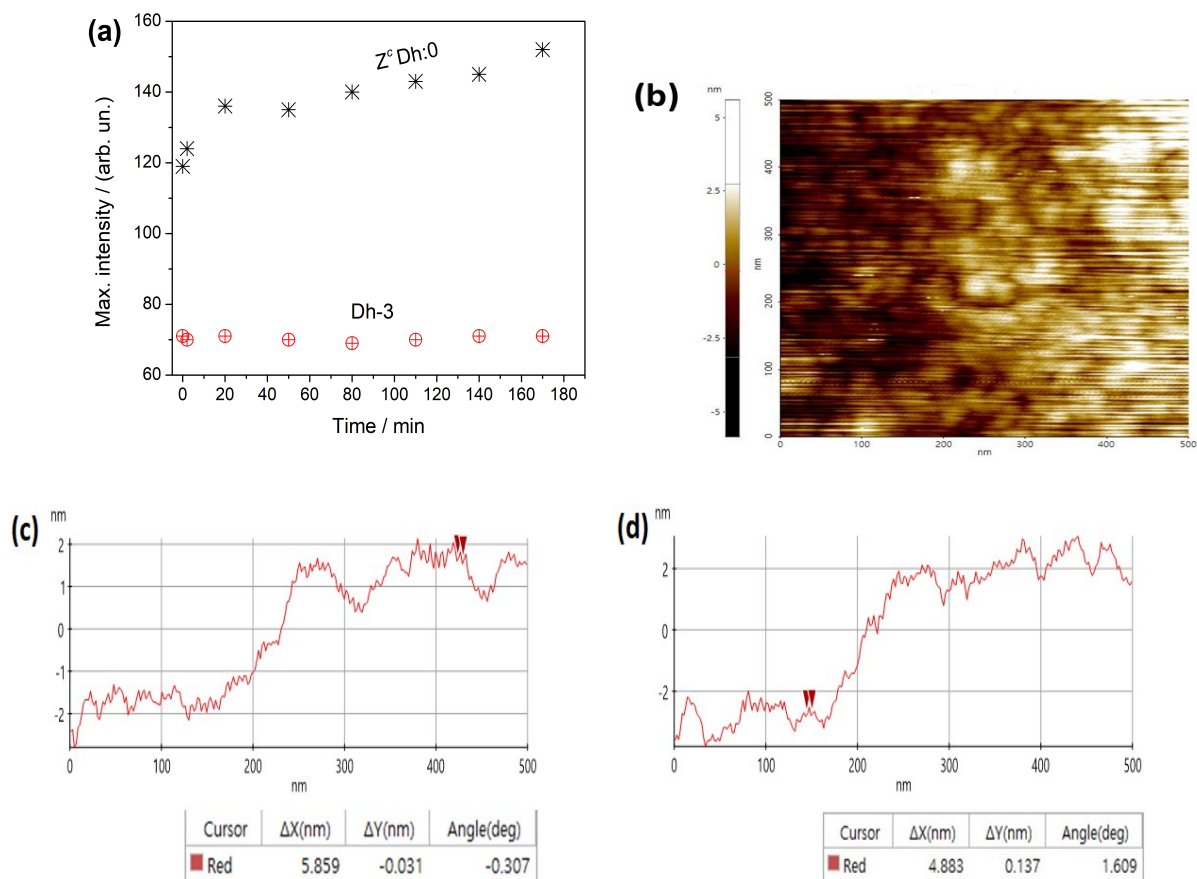 (a)
160
140
120
100
80
60
Max. intensity / (arb. un.)
Zᶜ Dh:0
Dh-3
0 20 40 60 80 100 120 140 160 180
Time / min
(b)
nm
5
2.5
0
-2.5
-5
500
400
300
nm
200
100
0
0 100 200 300 400 500
nm
(c)
nm
2
1
0
-1
-2
0 100 200 300 400 500
nm
Cursor ΔX(nm) ΔY(nm) Angle(deg)
Red 5.859 -0.031 -0.307
(d)
nm
2
0
-2
0 100 200 300 400 500
nm
Cursor ΔX(nm) ΔY(nm) Angle(deg)
Red 4.883 0.137 1.609